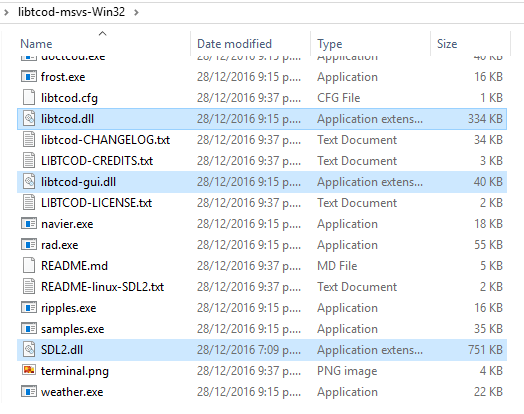 libtcod-msvs-Win32
Name Date modified Type Size
doctcod.exe 28/12/2016 9:15 p... Application 40 KB
frost.exe 28/12/2016 9:15 p... Application 16 KB
libtcod.cfg 28/12/2016 9:37 p... CFG File 1 KB
libtcod.dll 28/12/2016 9:15 p... Application extens... 334 KB
libtcod-CHANGELOG.txt 28/12/2016 9:37 p... Text Document 34 KB
LIBTCOD-CREDITS.txt 28/12/2016 9:37 p... Text Document 3 KB
libtcod-gui.dll 28/12/2016 9:15 p... Application extens... 40 KB
LIBTCOD-LICENSE.txt 28/12/2016 9:37 p... Text Document 2 KB
navier.exe 28/12/2016 9:15 p... Application 18 KB
rad.exe 28/12/2016 9:15 p... Application 55 KB
README.md 28/12/2016 9:37 p... MD File 5 KB
README-linux-SDL2.txt 28/12/2016 9:37 p... Text Document 2 KB
ripples.exe 28/12/2016 9:15 p... Application 16 KB
samples.exe 28/12/2016 9:15 p... Application 35 KB
SDL2.dll 28/12/2016 7:09 p... Application extens... 751 KB
terminal.png 28/12/2016 9:37 p... PNG image 4 KB
weather.exe 28/12/2016 9:15 p... Application 22 KB